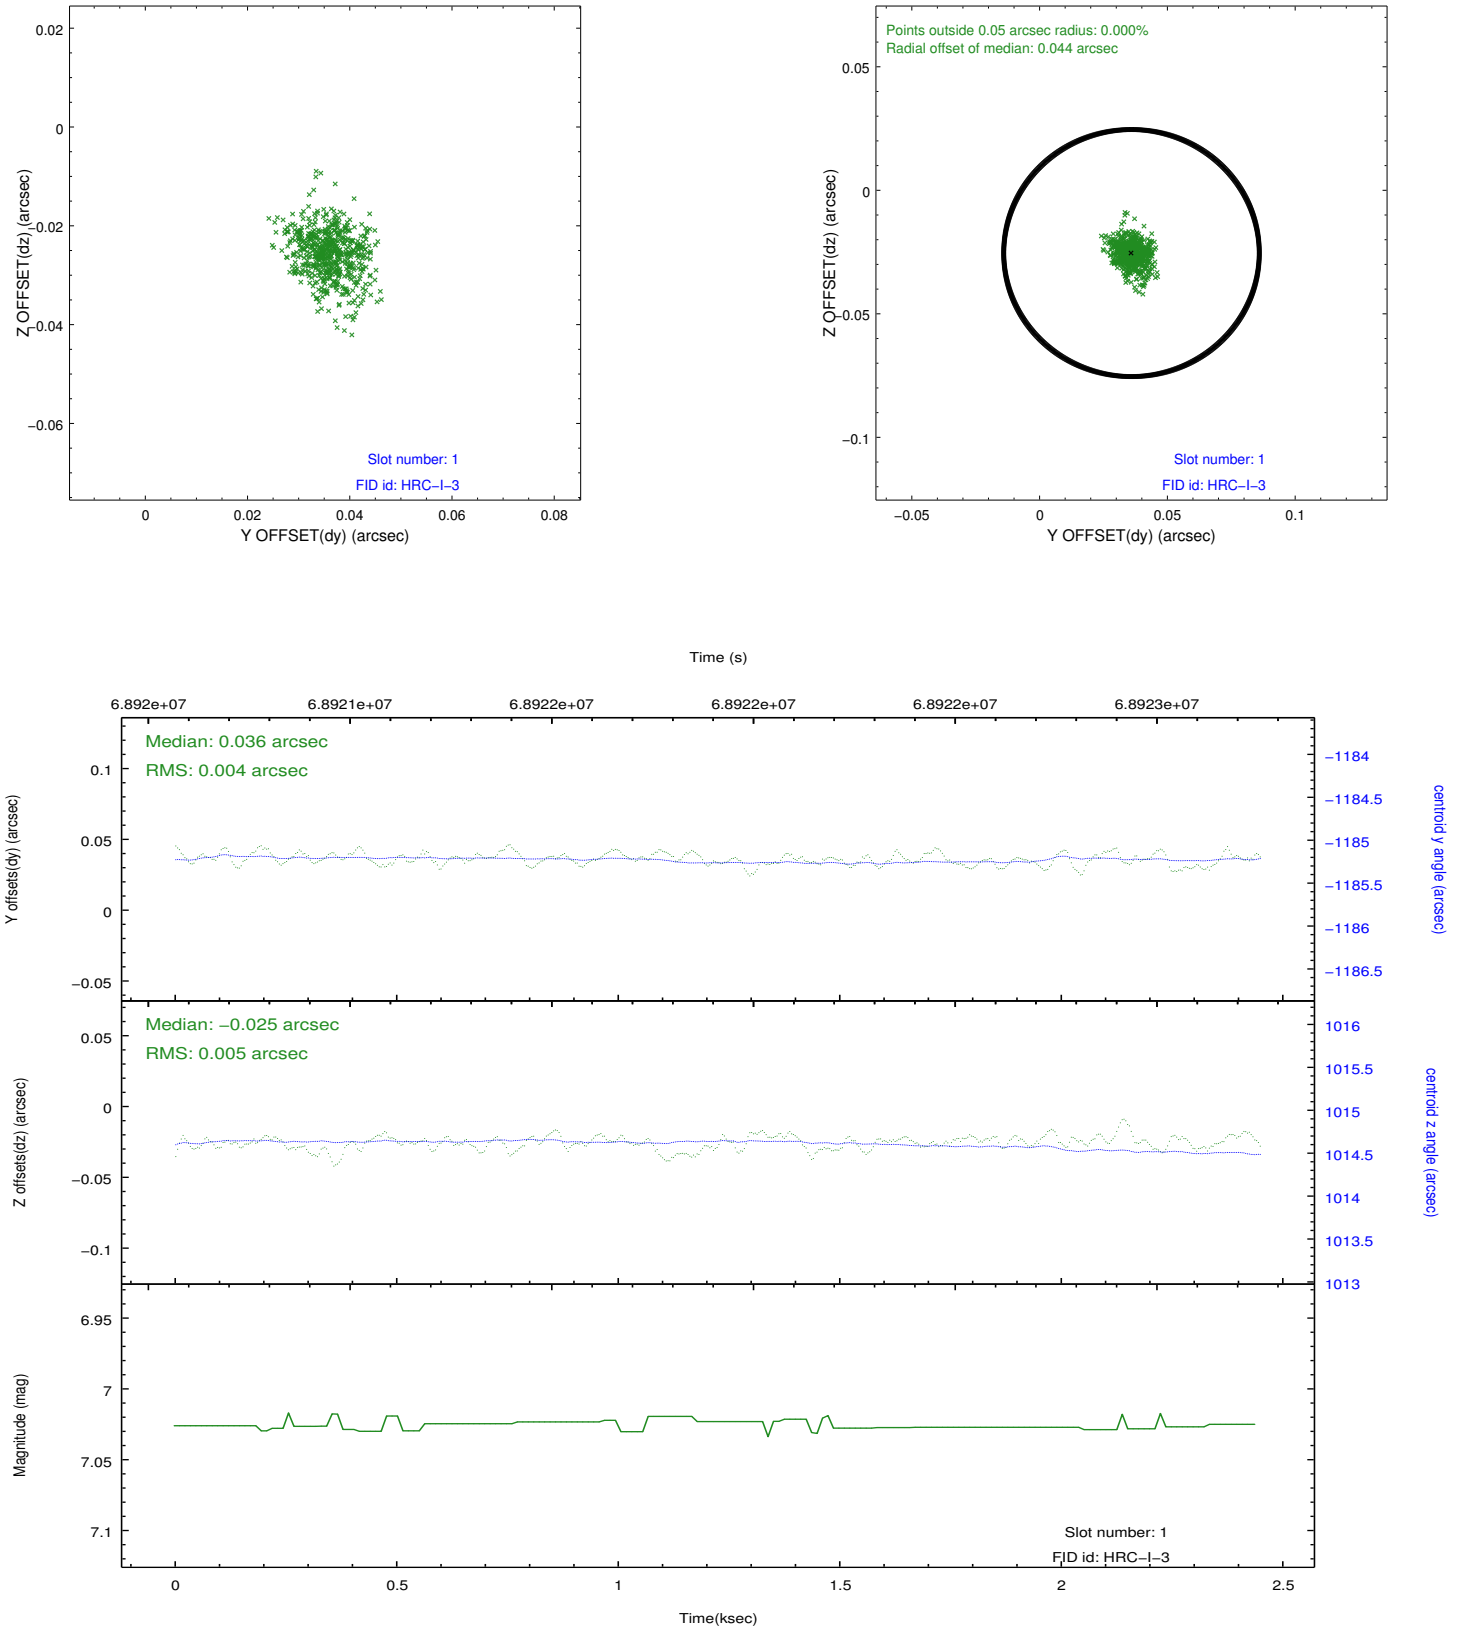 0.02
0
−0.02
−0.04
−0.06
Z OFFSET(dz) (arcsec)
Slot number: 1
FID id: HRC−I−3
0
0.02
0.04
0.06
0.08
Y OFFSET(dy) (arcsec)
Points outside 0.05 arcsec radius: 0.000%
Radial offset of median: 0.044 arcsec
0.05
0
−0.05
−0.1
Z OFFSET(dz) (arcsec)
Slot number: 1
FID id: HRC−I−3
−0.05
0
0.05
0.1
Y OFFSET(dy) (arcsec)
Time (s)
6.892e+07
6.8921e+07
6.8922e+07
6.8922e+07
6.8922e+07
6.8923e+07
Median: 0.036 arcsec
RMS: 0.004 arcsec
0.1
0.05
0
−0.05
Y offsets(dy) (arcsec)
−1184
−1184.5
−1185
−1185.5
−1186
−1186.5
centroid y angle (arcsec)
Median: −0.025 arcsec
RMS: 0.005 arcsec
0.05
0
−0.05
−0.1
Z offsets(dz) (arcsec)
1016
1015.5
1015
1014.5
1014
1013.5
1013
centroid z angle (arcsec)
6.95
7
7.05
7.1
Magnitude (mag)
Slot number: 1
FID id: HRC−I−3
0
0.5
1
1.5
2
2.5
Time(ksec)